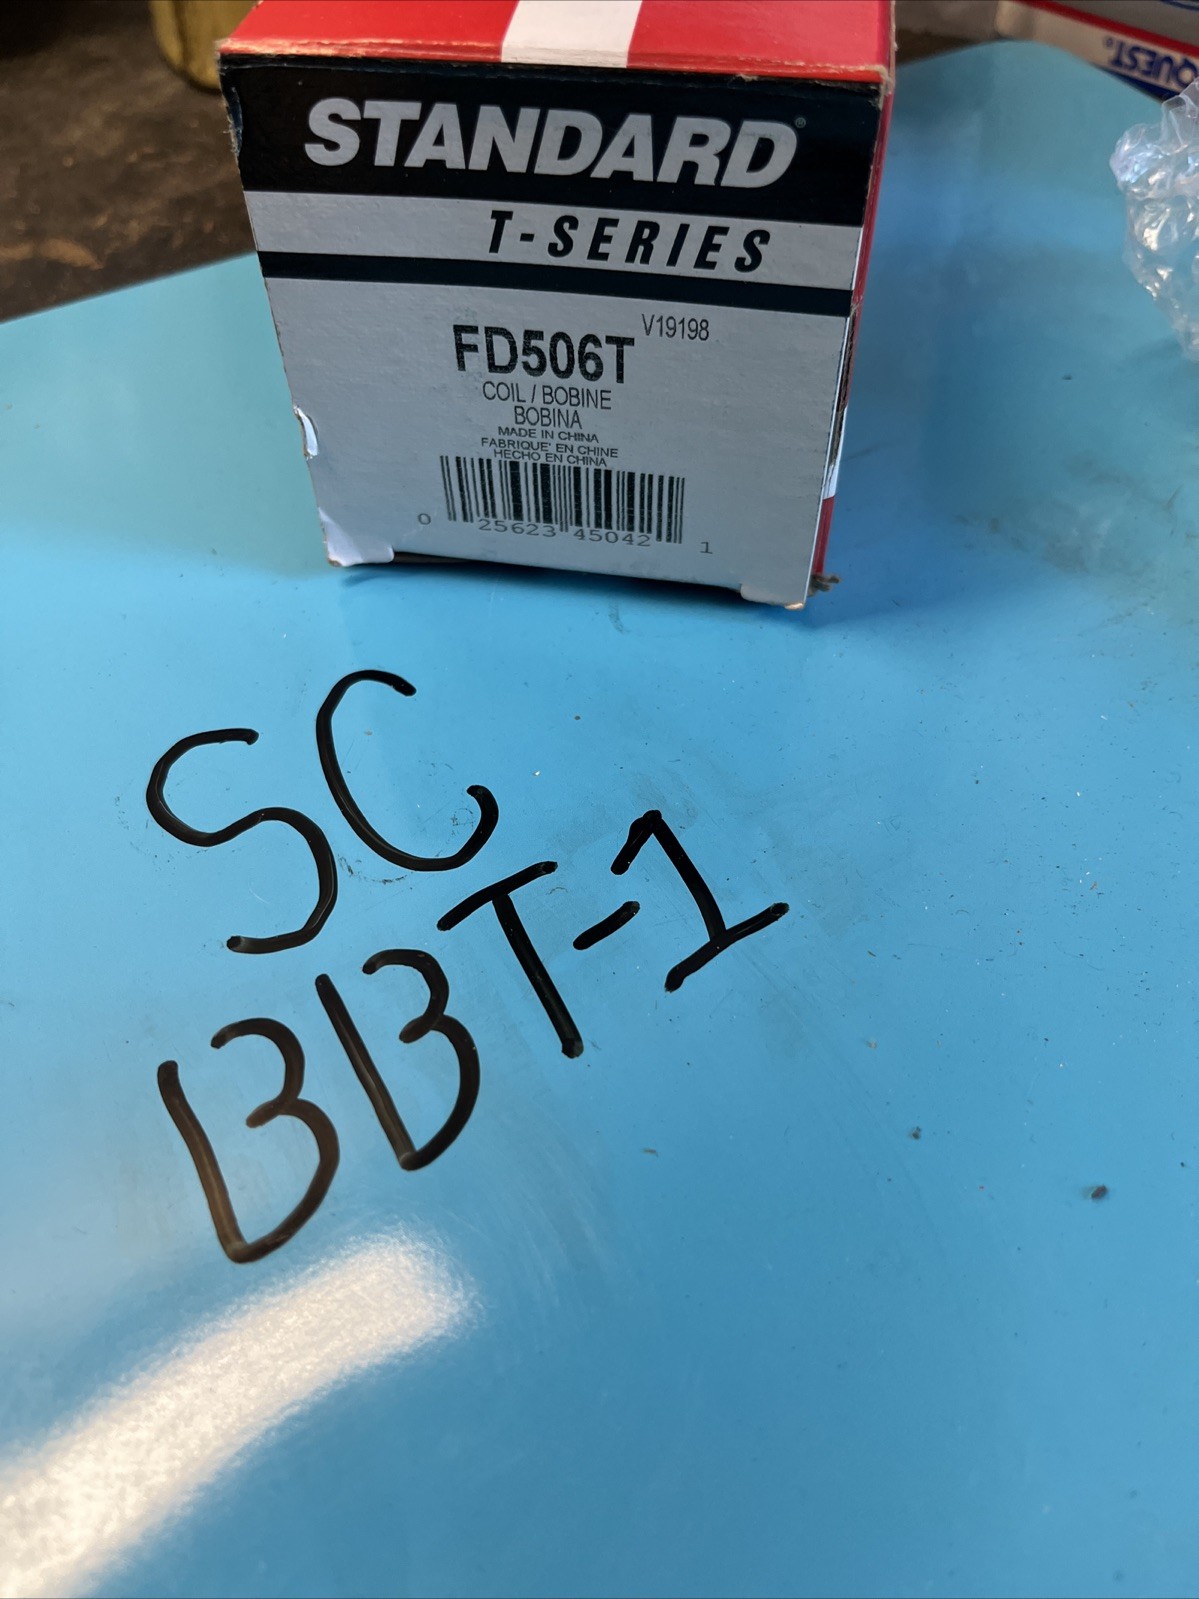 QUEST.
STANDARD®
T-SERIES
V19198
FD506T
COIL / BOBINE
BOBINA
MADE IN CHINA
FABRIQUE' EN CHINE
HECHO EN CHINA
0 25623 45042 1
SC
BBT-1